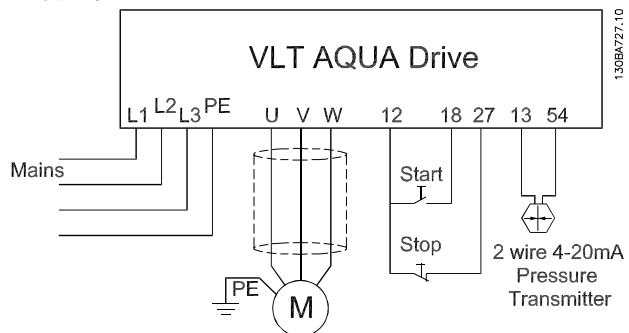 130BA727.10
VLT AQUA Drive
L1 L2 L3 PE U V W 12 18 27 13 54
Mains
Start
Stop
2 wire 4-20mA
Pressure
Transmitter
PE
M